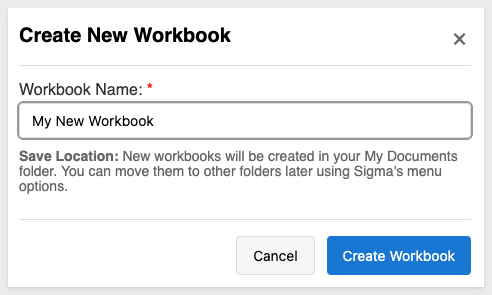 Create New Workbook
×
Workbook Name: *
My New Workbook
Save Location: New workbooks will be created in your My Documents
folder. You can move them to other folders later using Sigma's menu
options.
Cancel
Create Workbook